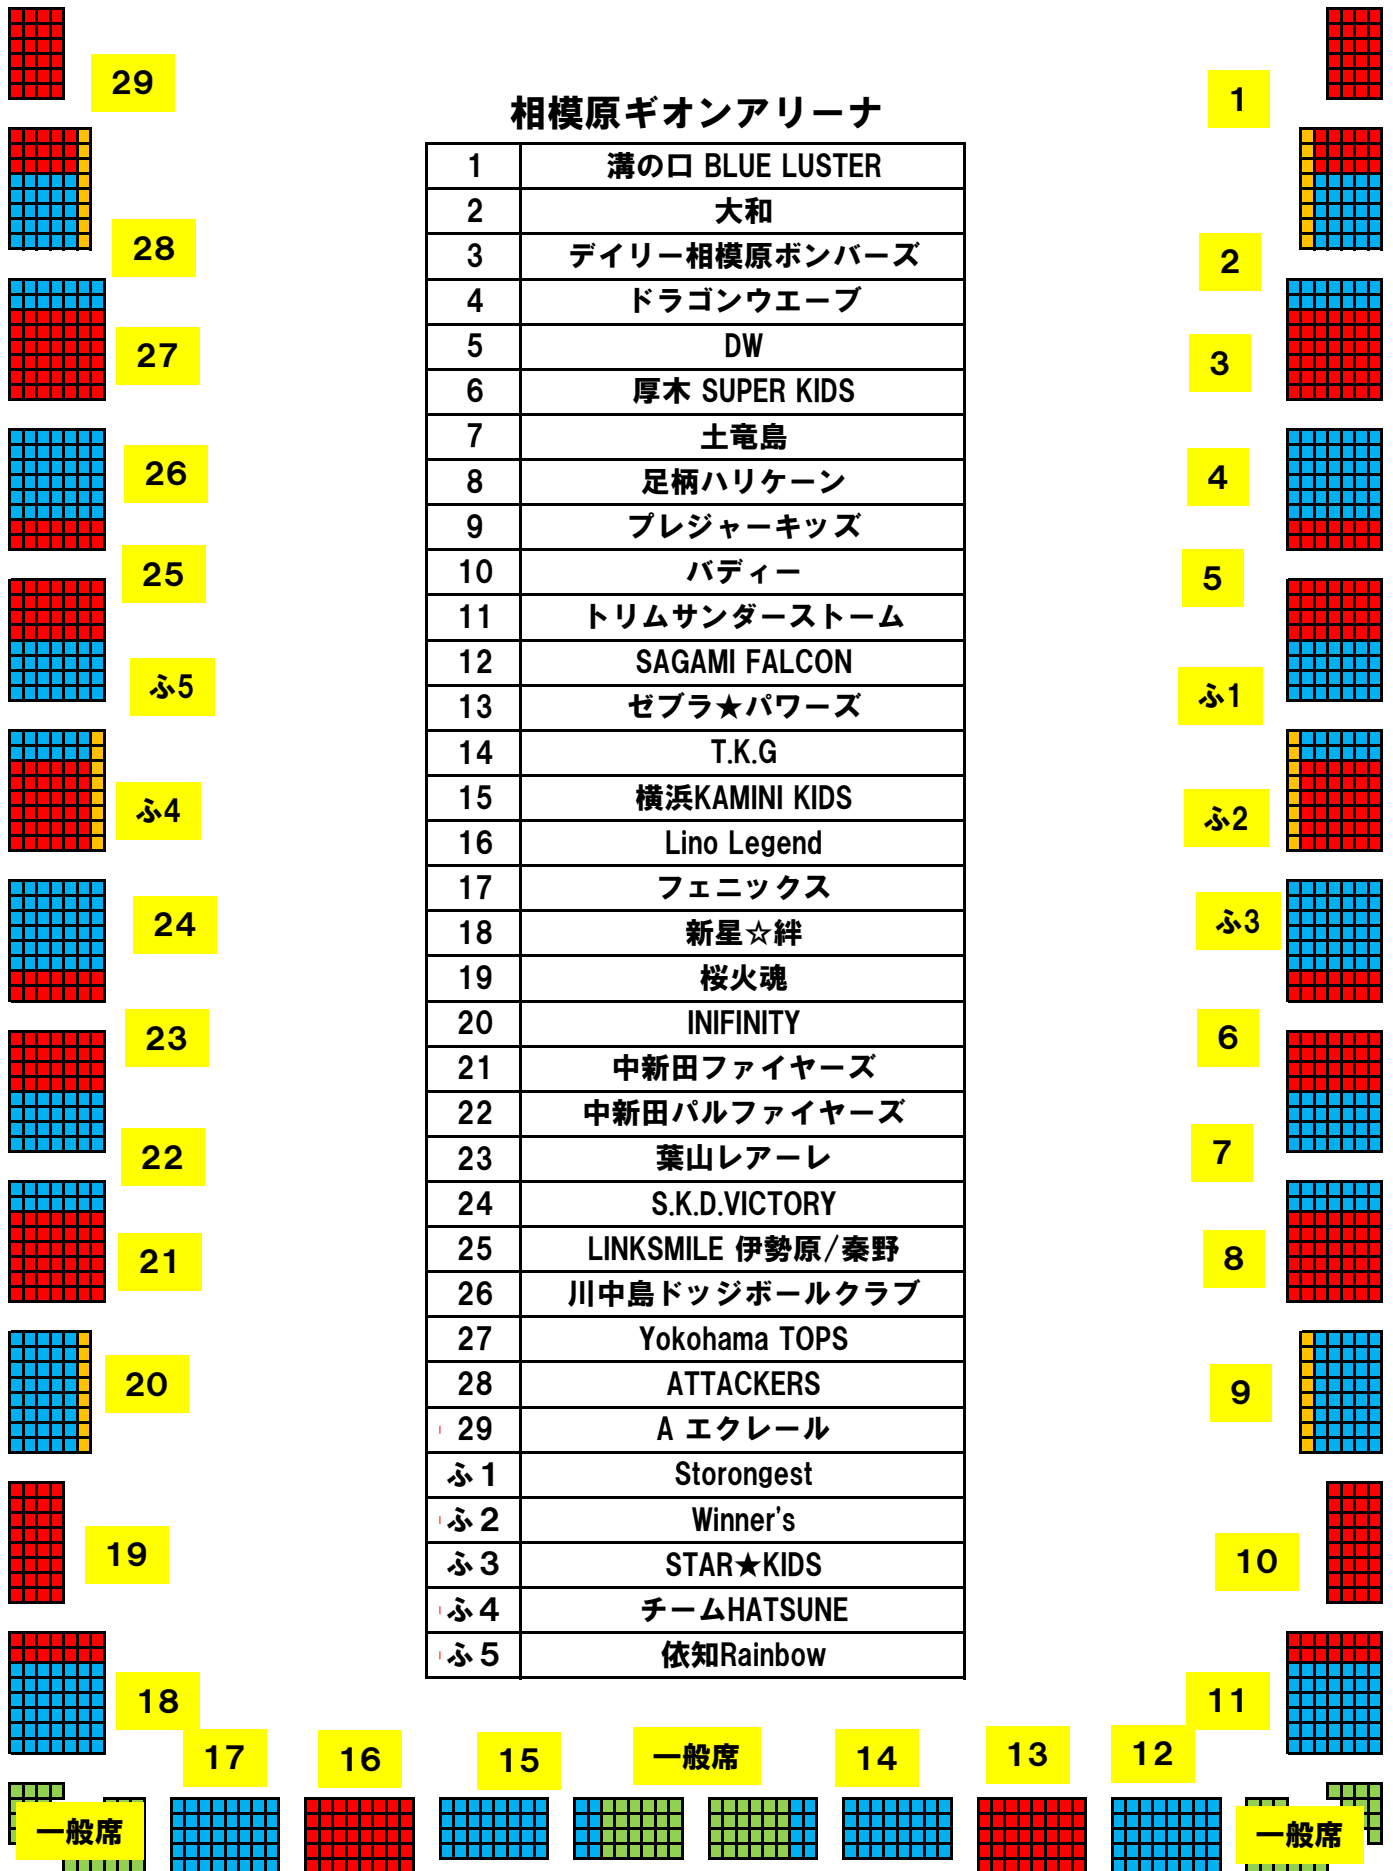 相模原ギオンアリーナ
1 溝の口 BLUE LUSTER
2 大和
3 デイリー相模原ボンバーズ
4 ドラゴンウエーブ
5 DW
6 厚木 SUPER KIDS
7 土竜島
8 足柄ハリケーン
9 プレジャーキッズ
10 バディー
11 トリムサンダーストーム
12 SAGAMI FALCON
13 ゼブラ★パワーズ
14 T.K.G
15 横浜KAMINI KIDS
16 Lino Legend
17 フェニックス
18 新星☆絆
19 桜火魂
20 INIFINITY
21 中新田ファイヤーズ
22 中新田パルファイヤーズ
23 葉山レアーレ
24 S.K.D.VICTORY
25 LINKSMILE 伊勢原/秦野
26 川中島ドッジボールクラブ
27 Yokohama TOPS
28 ATTACKERS
29 A エクレール
ふ1 Storongest
ふ2 Winner's
ふ3 STAR★KIDS
ふ4 チームHATSUNE
ふ5 依知Rainbow
29
28
27
26
25
ふ5
ふ4
24
23
22
21
20
19
18
1
2
3
4
5
ふ1
ふ2
ふ3
6
7
8
9
10
11
17
16
15
一般席
14
13
12
一般席
一般席